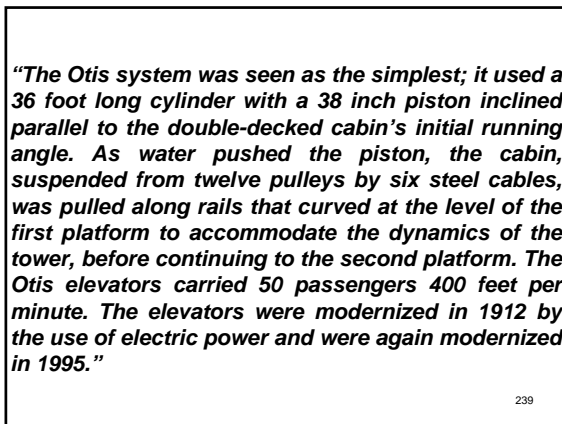 “The Otis system was seen as the simplest; it used a
36 foot long cylinder with a 38 inch piston inclined
parallel to the double-decked cabin’s initial running
angle. As water pushed the piston, the cabin,
suspended from twelve pulleys by six steel cables,
was pulled along rails that curved at the level of the
first platform to accommodate the dynamics of the
tower, before continuing to the second platform. The
Otis elevators carried 50 passengers 400 feet per
minute. The elevators were modernized in 1912 by
the use of electric power and were again modernized
in 1995.”
239